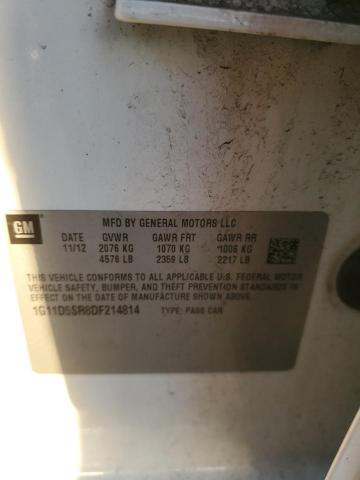 GM
MFD BY GENERAL MOTORS LLC
DATE GVWR GAWR FRT GAWR RR
11/12 2076 KG 1070 KG 1006 KG
4576 LB 2359 LB 2217 LB
THIS VEHICLE CONFORMS TO ALL APPLICABLE U.S. FEDERAL MOTOR
VEHICLE SAFETY, BUMPER, AND THEFT PREVENTION STANDARDS
IN EFFECT ON THE DATE OF MANUFACTURE SHOWN ABOVE.
1G11D5SR8DF214814 TYPE: PASS CAR